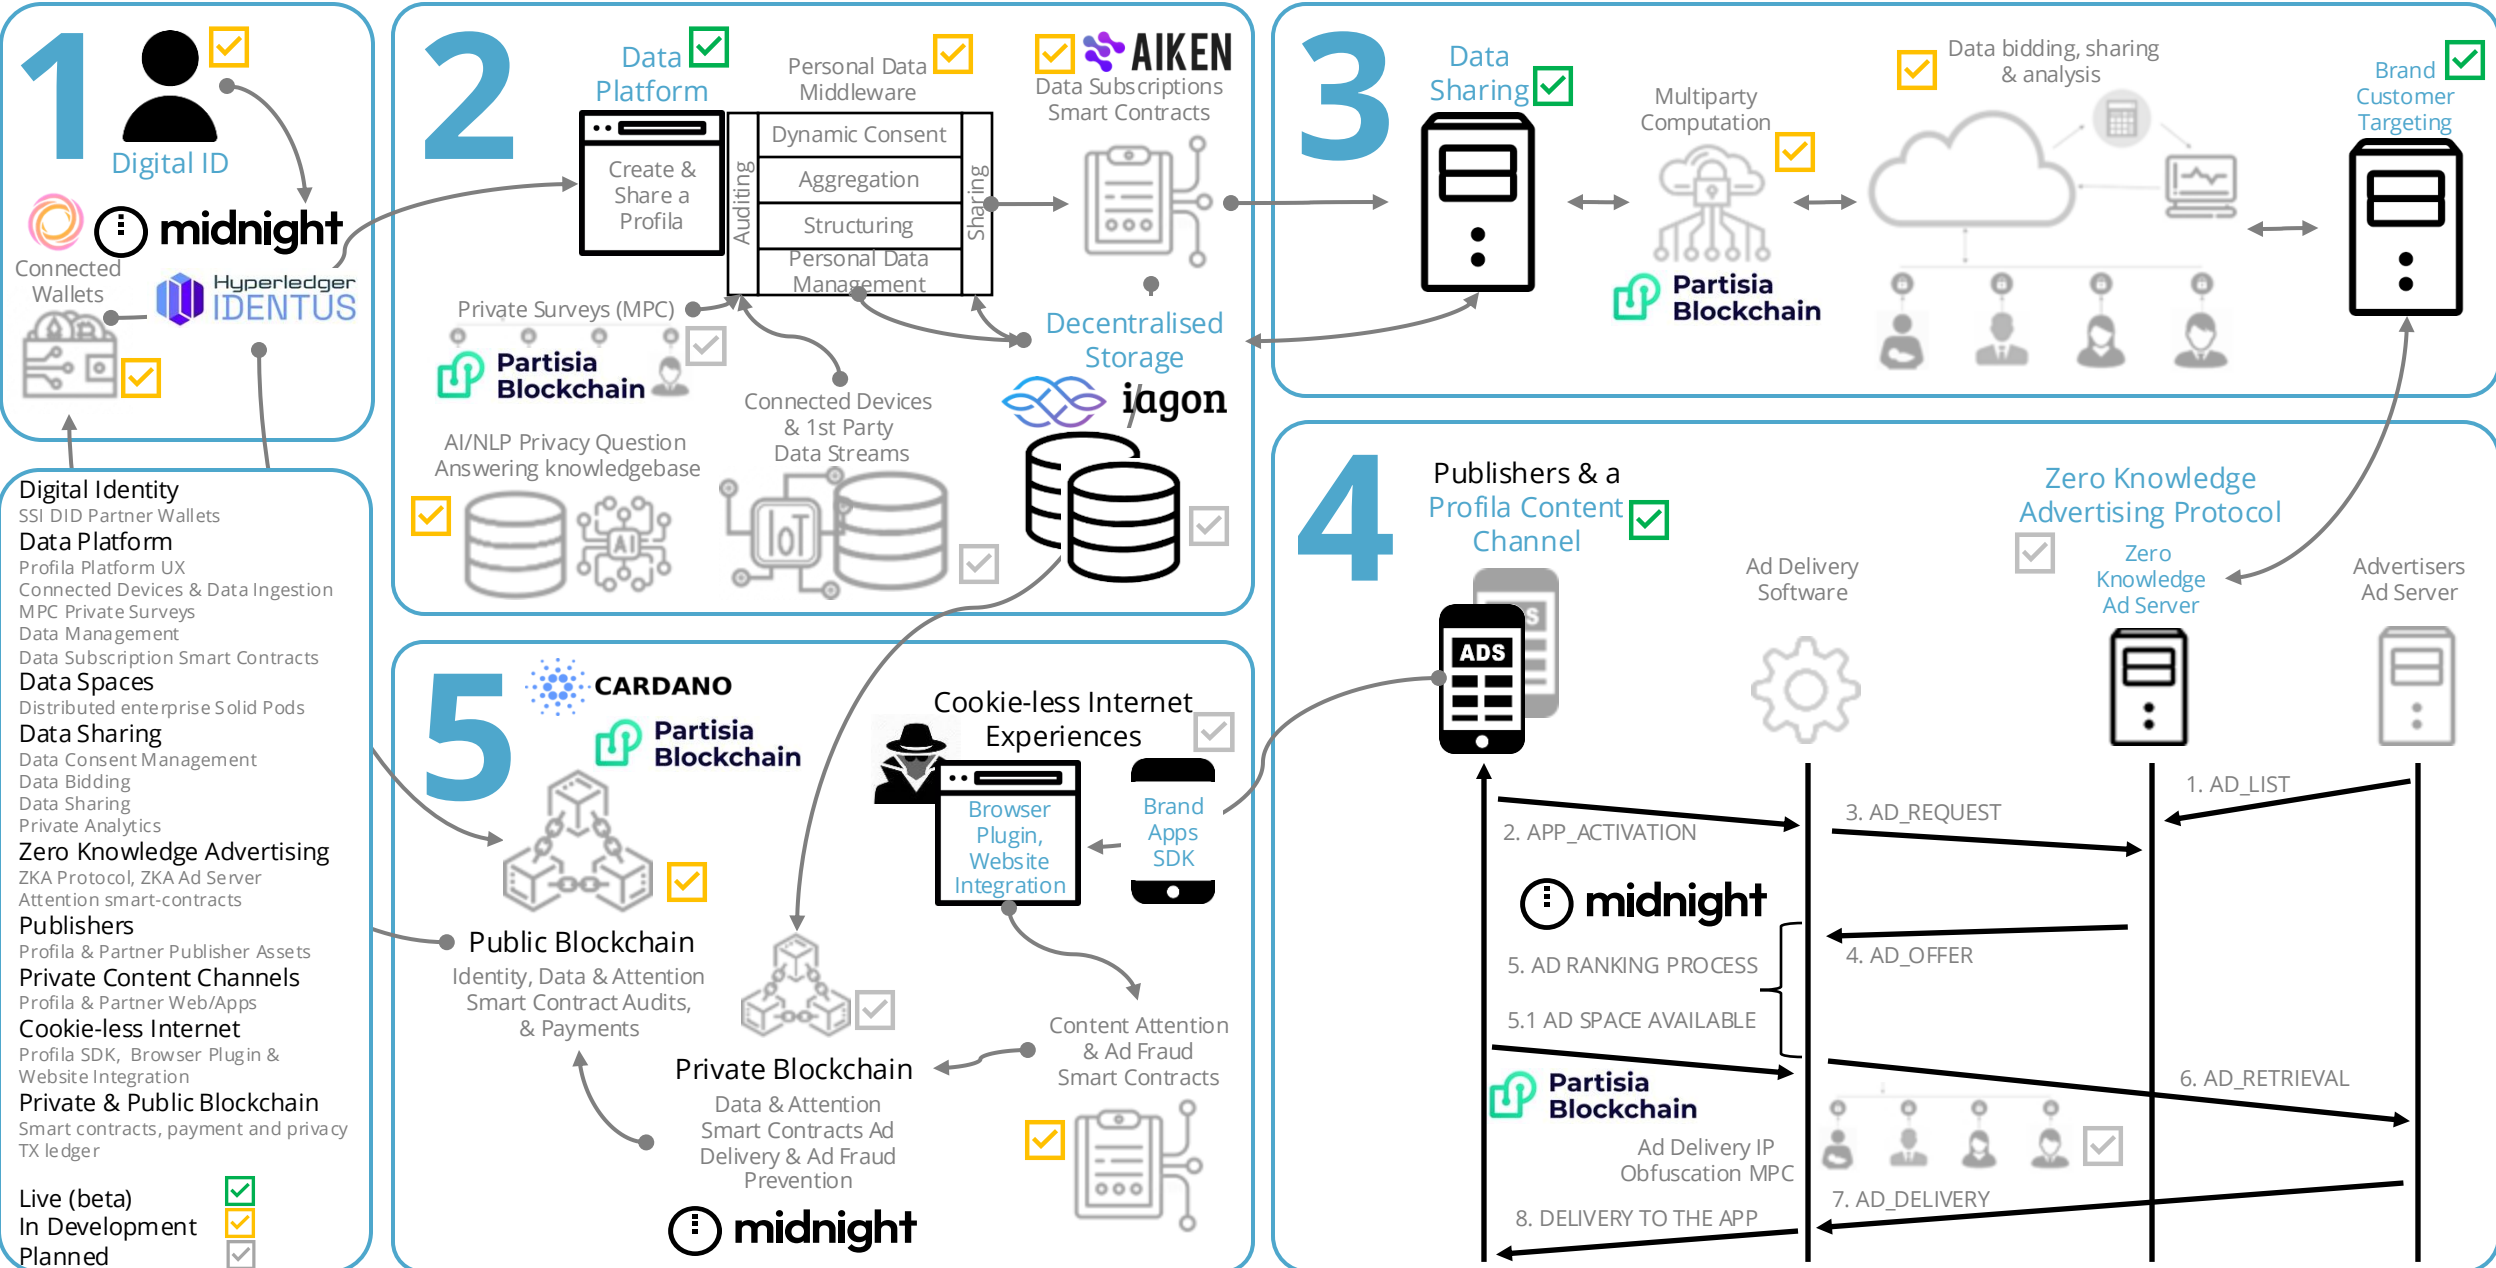 1
Digital ID
midnight
Connected
Wallets
Hyperledger
IDENTUS
Digital Identity
SSI DID Partner Wallets
Data Platform
Profila Platform UX
Connected Devices & Data Ingestion
MPC Private Surveys
Data Management
Data Subscription Smart Contracts
Data Spaces
Distributed enterprise Solid Pods
Data Sharing
Data Consent Management
Data Bidding
Data Sharing
Private Analytics
Zero Knowledge Advertising
ZKA Protocol, ZKA Ad Server
Attention smart-contracts
Publishers
Profila & Partner Publisher Assets
Private Content Channels
Profila & Partner Web/Apps
Cookie-less Internet
Profila SDK, Browser Plugin &
Website Integration
Private & Public Blockchain
Smart contracts, payment and privacy
TX ledger
Live (beta)
In Development
Planned
2
Data
Platform
Create &
Share a
Profila
Personal Data
Middleware
Auditing
Dynamic Consent
Aggregation
Structuring
Personal Data
Management
Sharing
AIKEN
Data Subscriptions
Smart Contracts
Private Surveys (MPC)
Partisia
Blockchain
AI/NLP Privacy Question
Answering knowledgebase
AI
Connected Devices
& 1st Party
Data Streams
IoT
Decentralised
Storage
iagon
3
Data
Sharing
Multiparty
Computation
Partisia
Blockchain
Data bidding, sharing
& analysis
Brand
Customer
Targeting
4
Publishers & a
Profila Content
Channel
ADS
S
Ad Delivery
Software
Zero Knowledge
Advertising Protocol
Zero
Knowledge
Ad Server
Advertisers
Ad Server
1. AD_LIST
2. APP_ACTIVATION
3. AD_REQUEST
midnight
4. AD_OFFER
5. AD RANKING PROCESS
5.1 AD SPACE AVAILABLE
Partisia
Blockchain
6. AD_RETRIEVAL
Ad Delivery IP
Obfuscation MPC
7. AD_DELIVERY
8. DELIVERY TO THE APP
5
CARDANO
Partisia
Blockchain
Public Blockchain
Identity, Data & Attention
Smart Contract Audits,
& Payments
Cookie-less Internet
Experiences
Browser
Plugin,
Website
Integration
Brand
Apps
SDK
Private Blockchain
Data & Attention
Smart Contracts Ad
Delivery & Ad Fraud
Prevention
midnight
Content Attention
& Ad Fraud
Smart Contracts